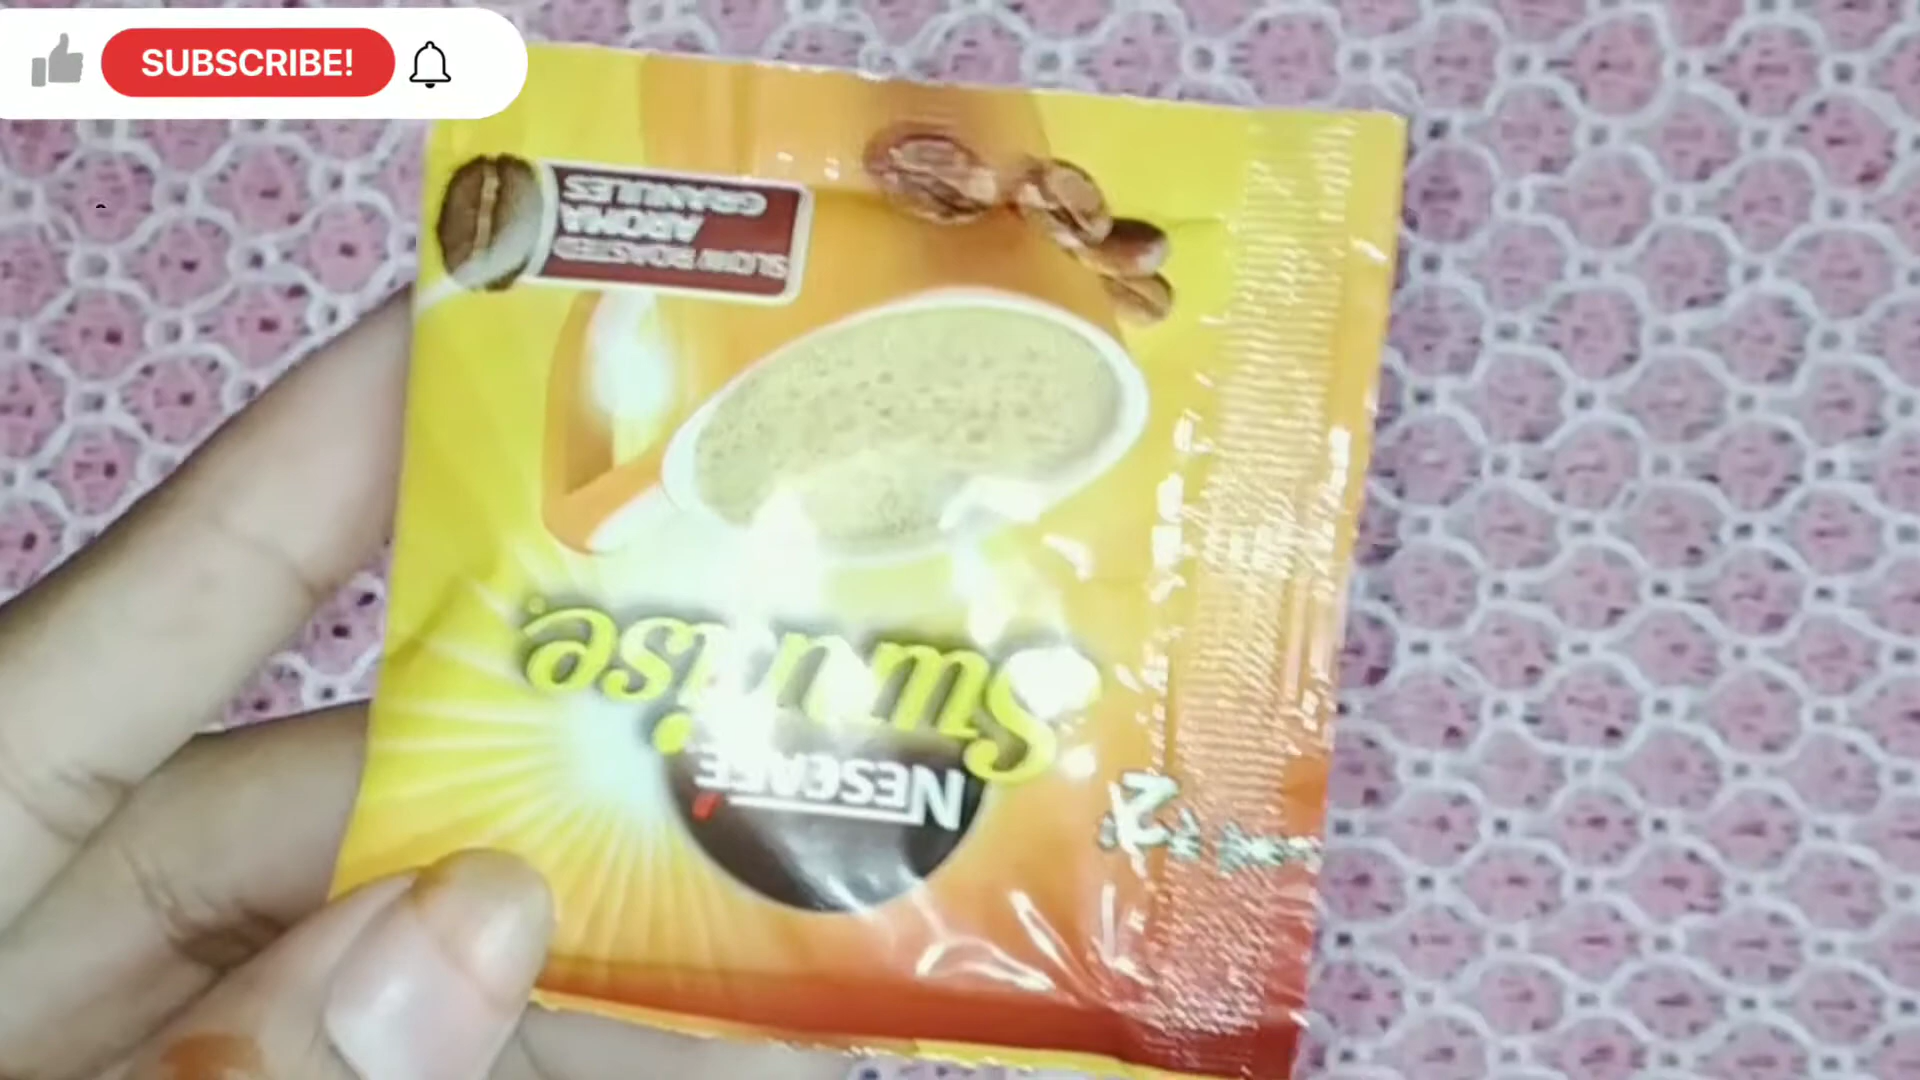 SUBSCRIBE!
SLOW ROASTED
AROMA
GRANULES
NESCAFE
Sunrise